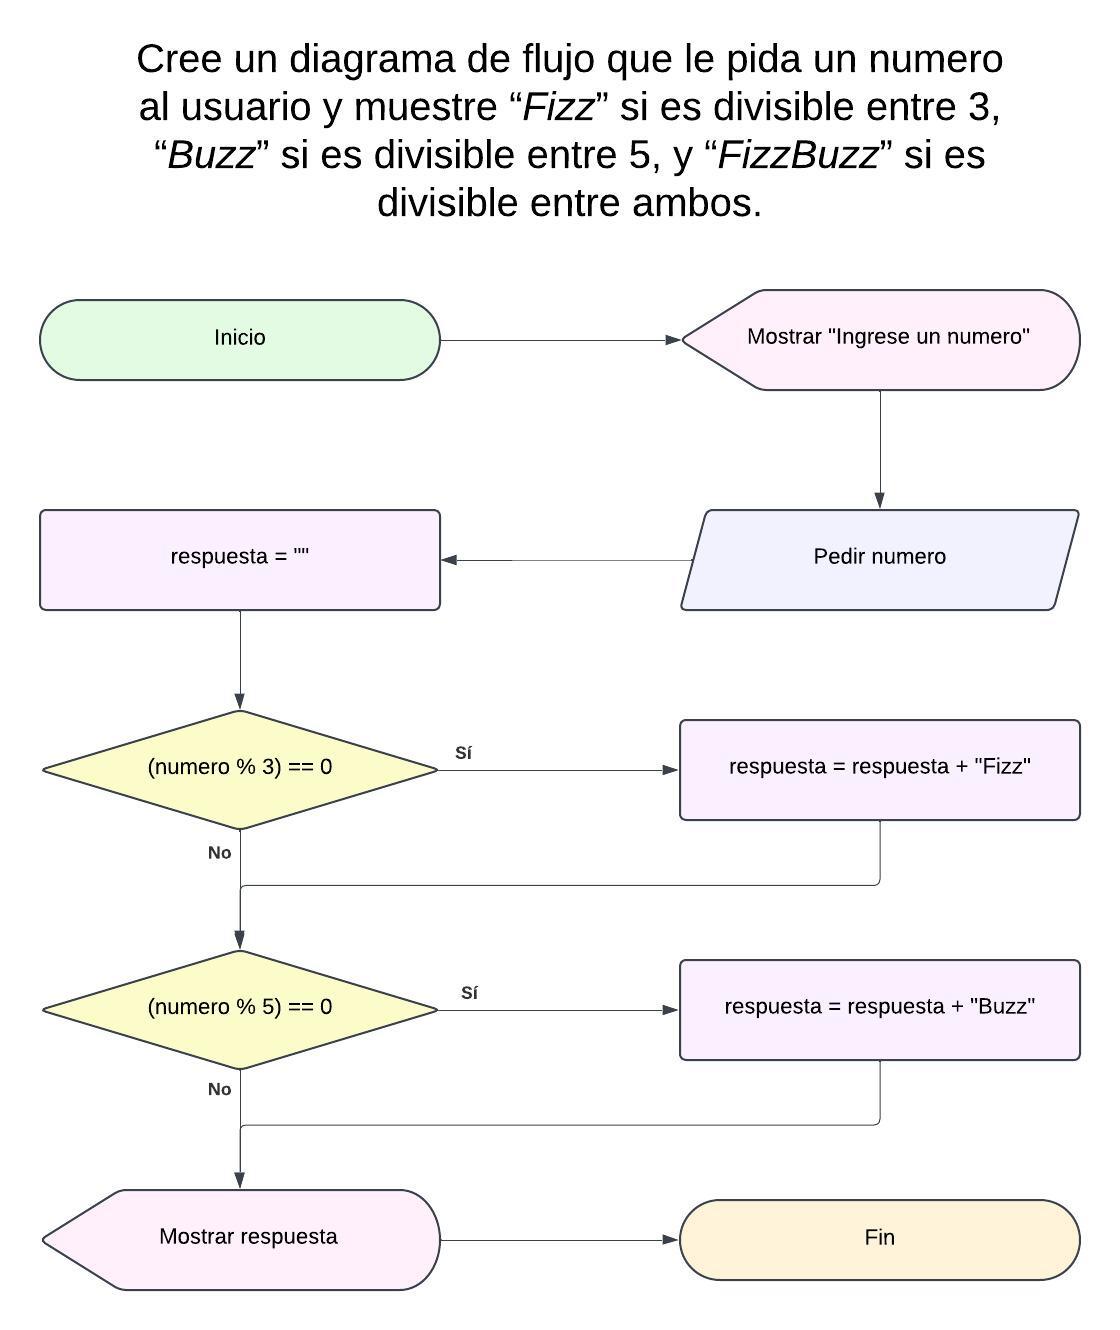 Cree un diagrama de flujo que le pida un numero
al usuario y muestre “Fizz” si es divisible entre 3,
“Buzz” si es divisible entre 5, y “FizzBuzz” si es
divisible entre ambos.
Inicio
Mostrar "Ingrese un numero"
Pedir numero
respuesta = ""
(numero % 3) == 0
Sí
respuesta = respuesta + "Fizz"
No
(numero % 5) == 0
Sí
respuesta = respuesta + "Buzz"
No
Mostrar respuesta
Fin